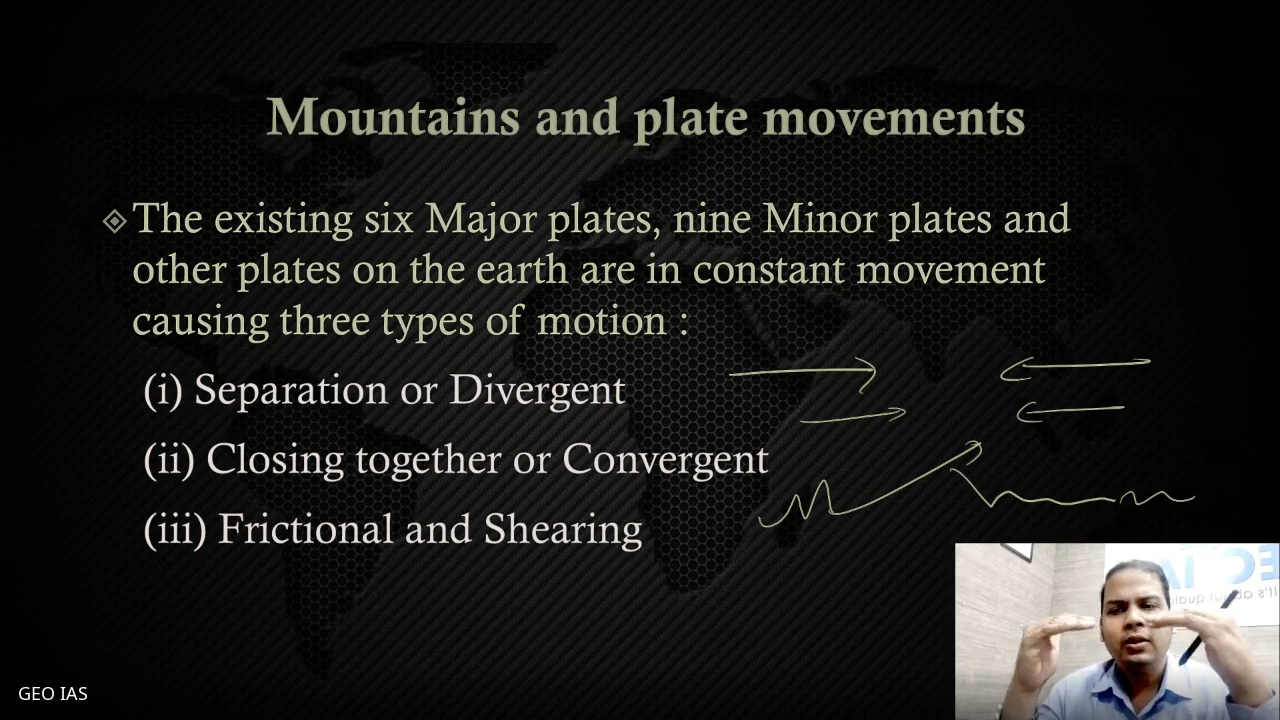 Mountains and plate movements
The existing six Major plates, nine Minor plates and
other plates on the earth are in constant movement
causing three types of motion :
(i) Separation or Divergent
(ii) Closing together or Convergent
(iii) Frictional and Shearing
GEO IAS